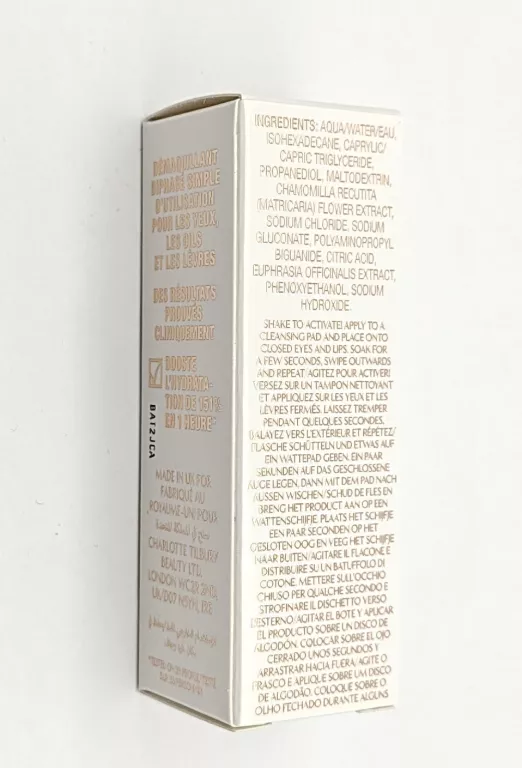 DÉMAQUILLANT
BIPHASÉ SIMPLE
D'UTILISATION
POUR LES YEUX,
LES CILS
ET LES LÈVRES
DES RÉSULTATS
PROUVÉS
CLINIQUEMENT
BOOSTE
L'HYDRATA-
TION DE 151%
EN 1 HEURE*
BA12JCA
MADE IN UK FOR/
FABRIQUÉ AU
ROYAUME-UNI POUR
CHARLOTTE TILBURY
BEAUTY LTD.
LONDON
INGREDIENTS: AQUA/WATER/EAU,
ISOHEXADECANE, CAPRYLIC/
CAPRIC TRIGLYCERIDE,
PROPANEDIOL, MALTODEXTRIN,
CHAMOMILLA RECUTITA
(MATRICARIA) FLOWER EXTRACT,
SODIUM CHLORIDE, SODIUM
GLUCONATE, POLYAMINOPROPYL
BIGUANIDE, CITRIC ACID,
EUPHRASIA OFFICINALIS EXTRACT,
PHENOXYETHANOL, SODIUM
HYDROXIDE.
SHAKE TO ACTIVATE! APPLY TO A
CLEANSING PAD AND PLACE ONTO
CLOSED EYES AND LIPS. SOAK FOR
A FEW SECONDS, SWIPE OUTWARDS
AND REPEAT/AGITEZ POUR ACTIVER!
VERSEZ SUR UN TAMPON NETTOYANT
ET APPLIQUEZ SUR LES YEUX ET LES
LÈVRES FERMÉS. LAISSEZ TREMPER
PENDANT QUELQUES SECONDES,
BALAYEZ VERS L'EXTÉRIEUR ET RÉPÉTEZ/
FLASCHE SCHÜTTELN UND ETWAS AUF
EIN WATTEPAD GEBEN. EIN PAAR
SEKUNDEN AUF DAS GESCHLOSSENE
AUGE LEGEN, DANN MIT DEM PAD NACH
AUSSEN WISCHEN/SCHUD DE FLES EN
BRENG HET PRODUCT AAN OP EEN
WATTENSCHIJFJE. PLAATS HET SCHIJFJE
EEN PAAR SECONDEN OP HET
GESLOTEN OOG EN VEEG HET SCHIJFJE
NAAR BUITEN/AGITARE IL FLACONE E
DISTRIBUIRE SU UN BATUFFOLO DI
COTONE. METTERE SULL'OCCHIO
CHIUSO PER QUALCHE SECONDO E
STROFINARE IL DISCHETTO VERSO
L'ESTERNO/AGITAR EL BOTE Y APLICAR
EL PRODUCTO SOBRE UN DISCO DE
ALGODÓN. COLOCAR SOBRE EL OJO
CERRADO UNOS SEGUNDOS Y
ARRASTRAR HACIA FUERA/AGITE O
FRASCO E APLIQUE SOBRE UM DISCO
DE ALGODÃO. COLOQUE SOBRE O
OLHO FECHADO DURANTE ALGUNS